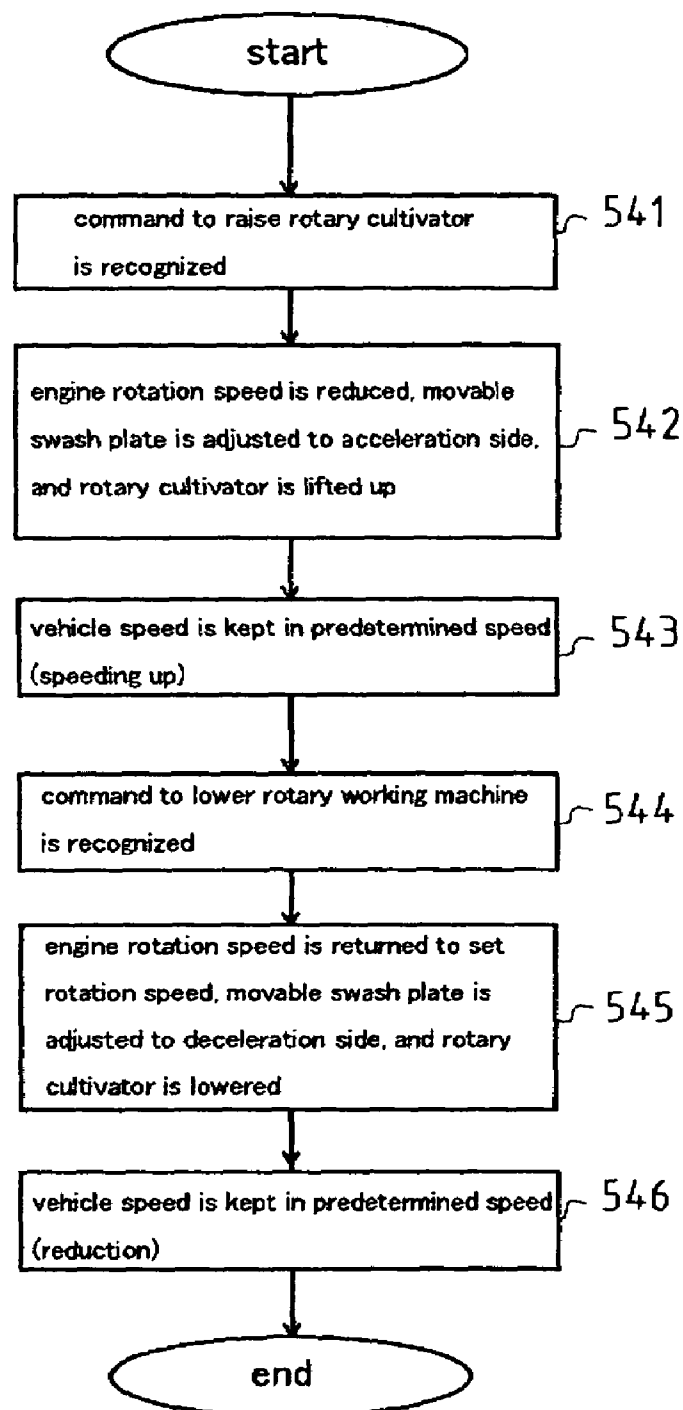 start
command to raise rotary cultivator
is recognized
541
engine rotation speed is reduced, movable
swash plate is adjusted to acceleration side,
and rotary cultivator is lifted up
542
vehicle speed is kept in predetermined speed
(speeding up)
543
command to lower rotary working machine
is recognized
544
engine rotation speed is returned to set
rotation speed, movable swash plate is
adjusted to deceleration side, and rotary
cultivator is lowered
545
vehicle speed is kept in predetermined speed
(reduction)
546
end